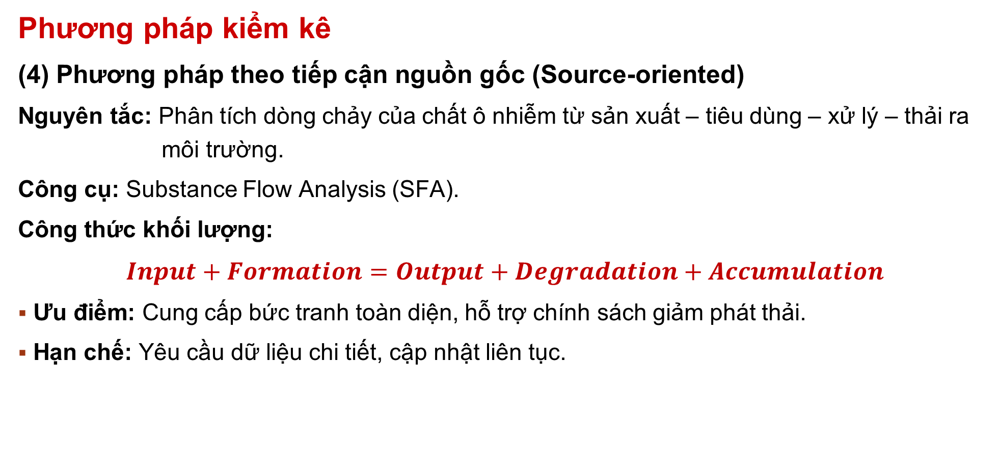 Phương pháp kiểm kê
(4) Phương pháp theo tiếp cận nguồn gốc (Source-oriented)
Nguyên tắc: Phân tích dòng chảy của chất ô nhiễm từ sản xuất – tiêu dùng – xử lý – thải ra
môi trường.
Công cụ: Substance Flow Analysis (SFA).
Công thức khối lượng:
Input + Formation = Output + Degradation + Accumulation
▪ Ưu điểm: Cung cấp bức tranh toàn diện, hỗ trợ chính sách giảm phát thải.
▪ Hạn chế: Yêu cầu dữ liệu chi tiết, cập nhật liên tục.